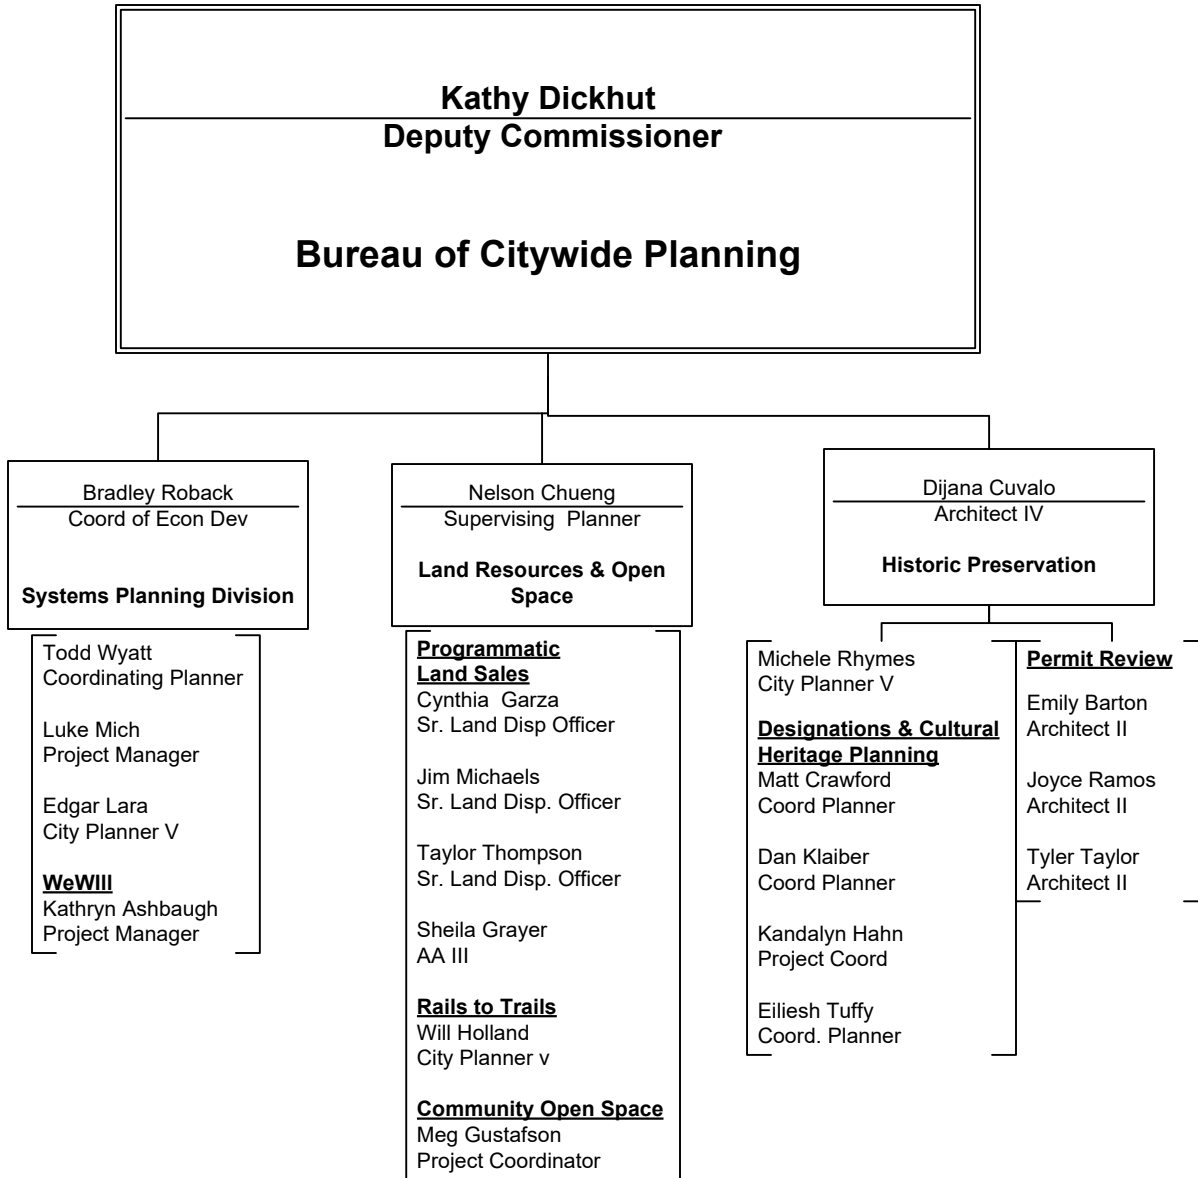 Kathy Dickhut
Deputy Commissioner
Bureau of Citywide Planning
Bradley Roback
Coord of Econ Dev
Systems Planning Division
Todd Wyatt
Coordinating Planner
Luke Mich
Project Manager
Edgar Lara
City Planner V
WeWIll
Kathryn Ashbaugh
Project Manager
Nelson Chueng
Supervising Planner
Land Resources & Open
Space
Programmatic
Land Sales
Cynthia Garza
Sr. Land Disp Officer
Jim Michaels
Sr. Land Disp. Officer
Taylor Thompson
Sr. Land Disp. Officer
Sheila Grayer
AA III
Rails to Trails
Will Holland
City Planner v
Community Open Space
Meg Gustafson
Project Coordinator
Dijana Cuvalo
Architect IV
Historic Preservation
Michele Rhymes
City Planner V
Designations & Cultural
Heritage Planning
Matt Crawford
Coord Planner
Dan Klaiber
Coord Planner
Kandalyn Hahn
Project Coord
Eiliesh Tuffy
Coord. Planner
Permit Review
Emily Barton
Architect II
Joyce Ramos
Architect II
Tyler Taylor
Architect II